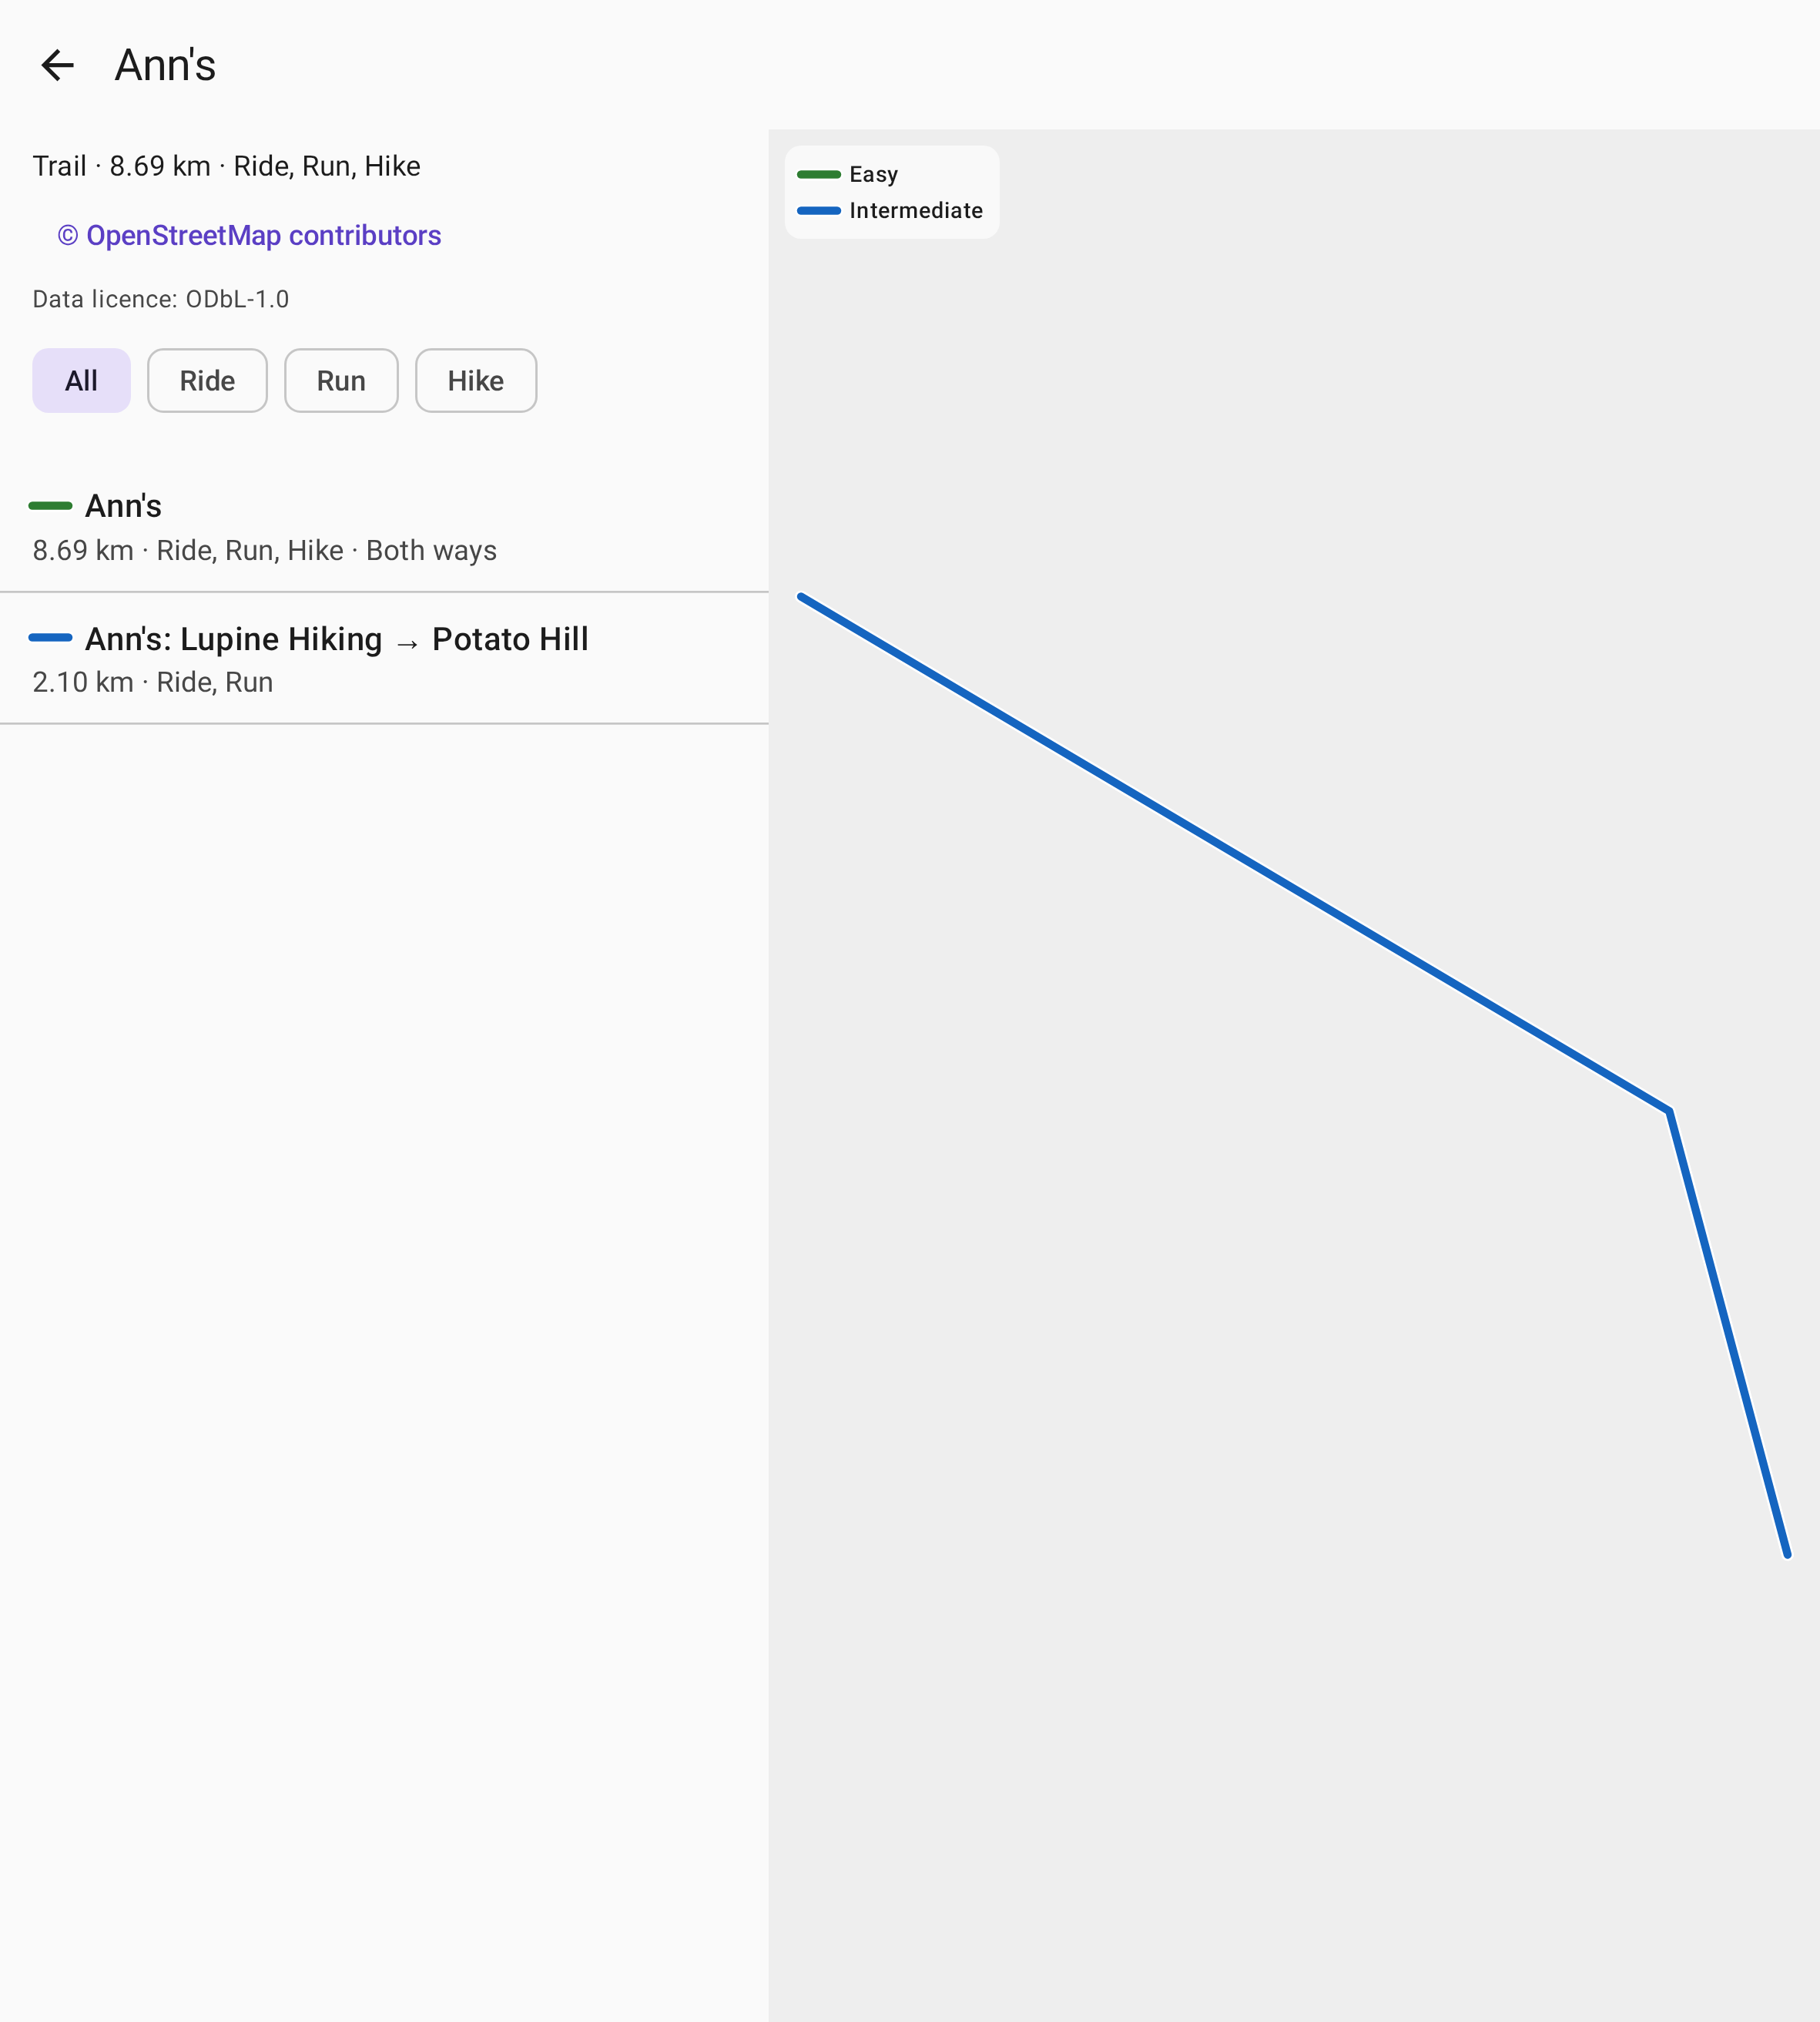 Ann's
Trail · 8.69 km · Ride, Run, Hike
© OpenStreetMap contributors
Data licence: ODbL-1.0
All
Ride
Run
Hike
Ann's
8.69 km · Ride, Run, Hike · Both ways
Ann's: Lupine Hiking → Potato Hill
2.10 km · Ride, Run
Easy
Intermediate